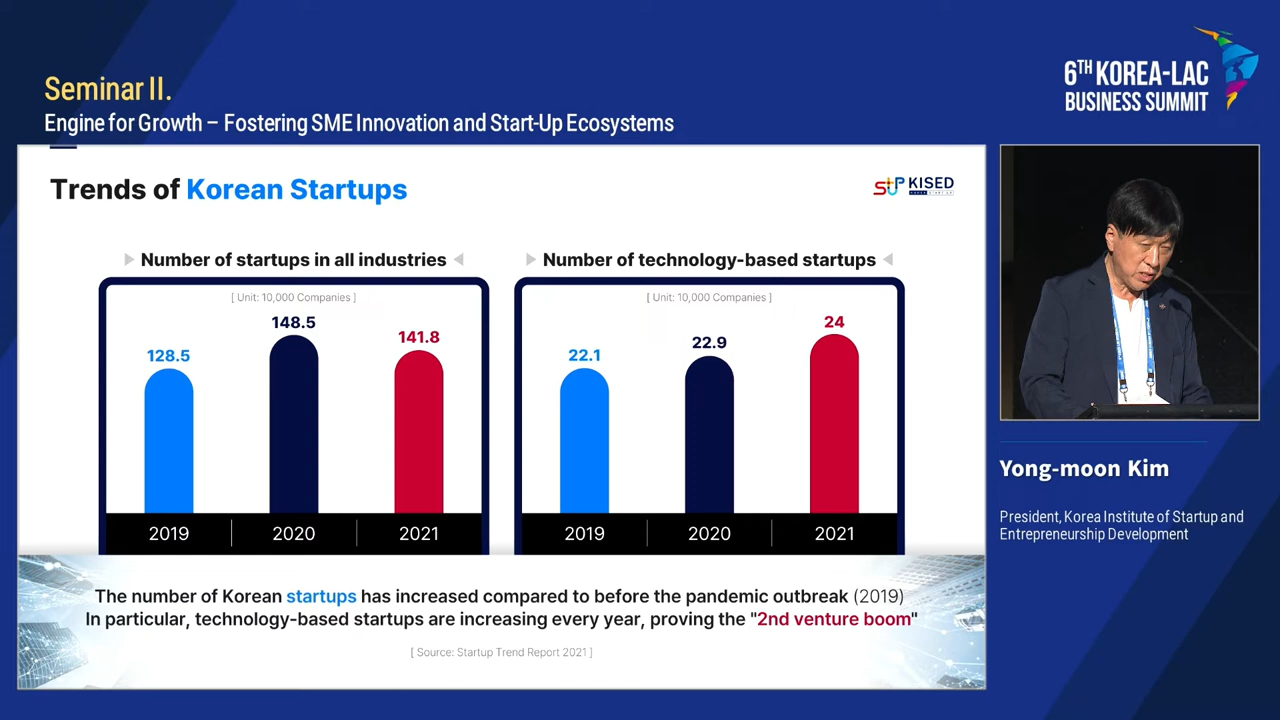 Seminar II.
Engine for Growth – Fostering SME Innovation and Start-Up Ecosystems
6TH KOREA-LAC
BUSINESS SUMMIT
Trends of Korean Startups
KISED
Number of startups in all industries
[ Unit: 10,000 Companies ]
128.5
148.5
141.8
2019
2020
2021
Number of technology-based startups
[ Unit: 10,000 Companies ]
22.1
22.9
24
2019
2020
2021
The number of Korean startups has increased compared to before the pandemic outbreak (2019)
In particular, technology-based startups are increasing every year, proving the "2nd venture boom"
[ Source: Startup Trend Report 2021 ]
Yong-moon Kim
President, Korea Institute of Startup and
Entrepreneurship Development